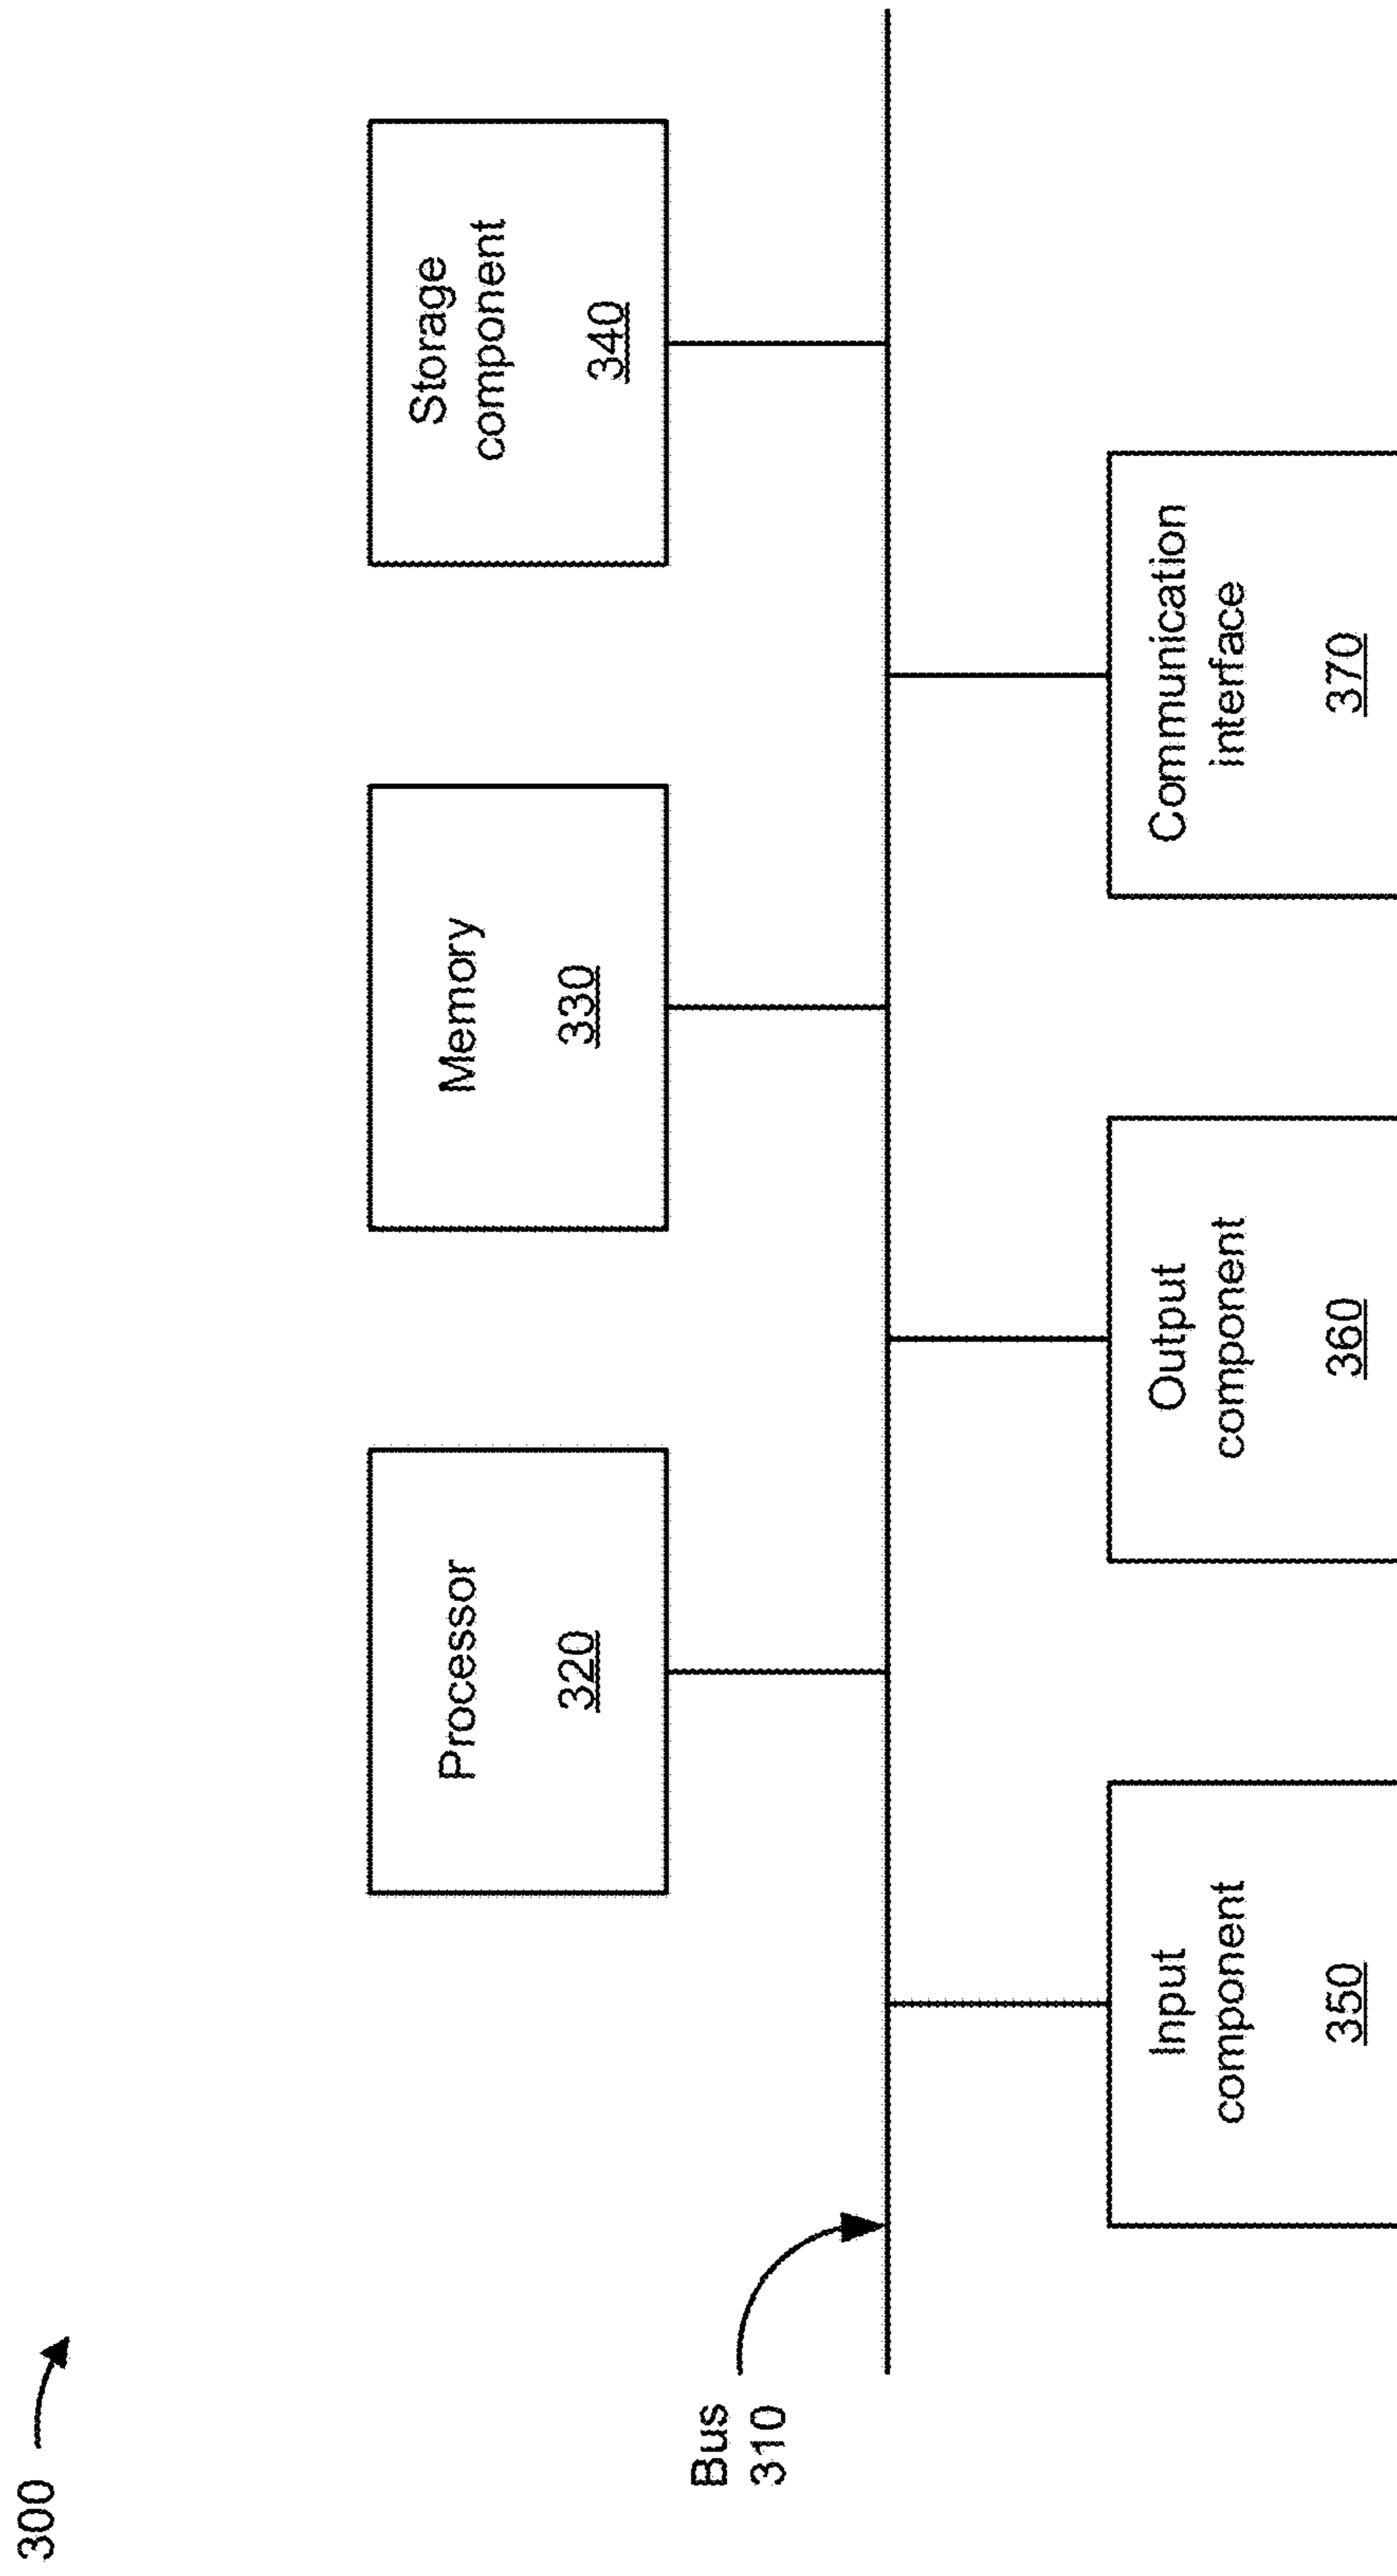 300
Bus
310
Processor
320
Memory
330
Storage
component
340
Input
component
350
Output
component
360
Communication
interface
370